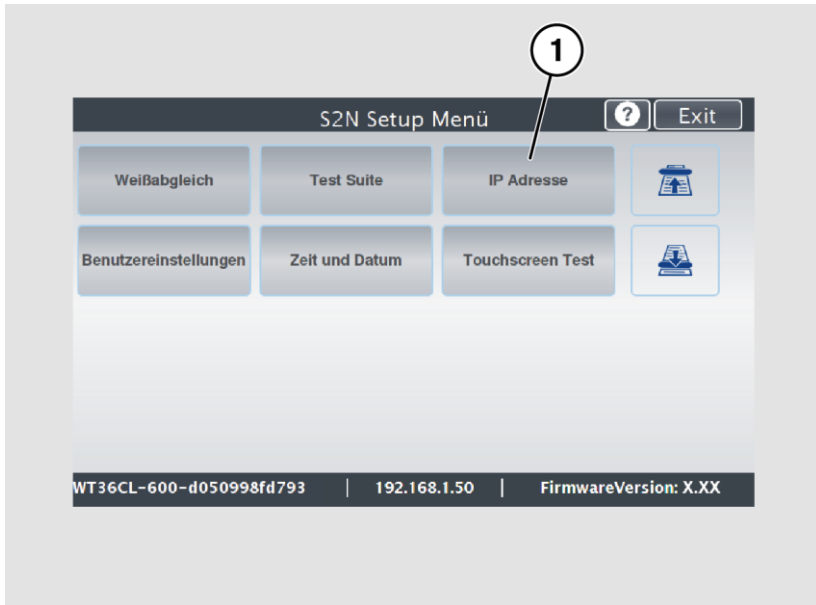 1
S2N Setup Menü
?
Exit
Weißabgleich
Test Suite
IP Adresse
Benutzereinstellungen
Zeit und Datum
Touchscreen Test
WT36CL-600-d050998fd793 | 192.168.1.50 | FirmwareVersion: X.XX